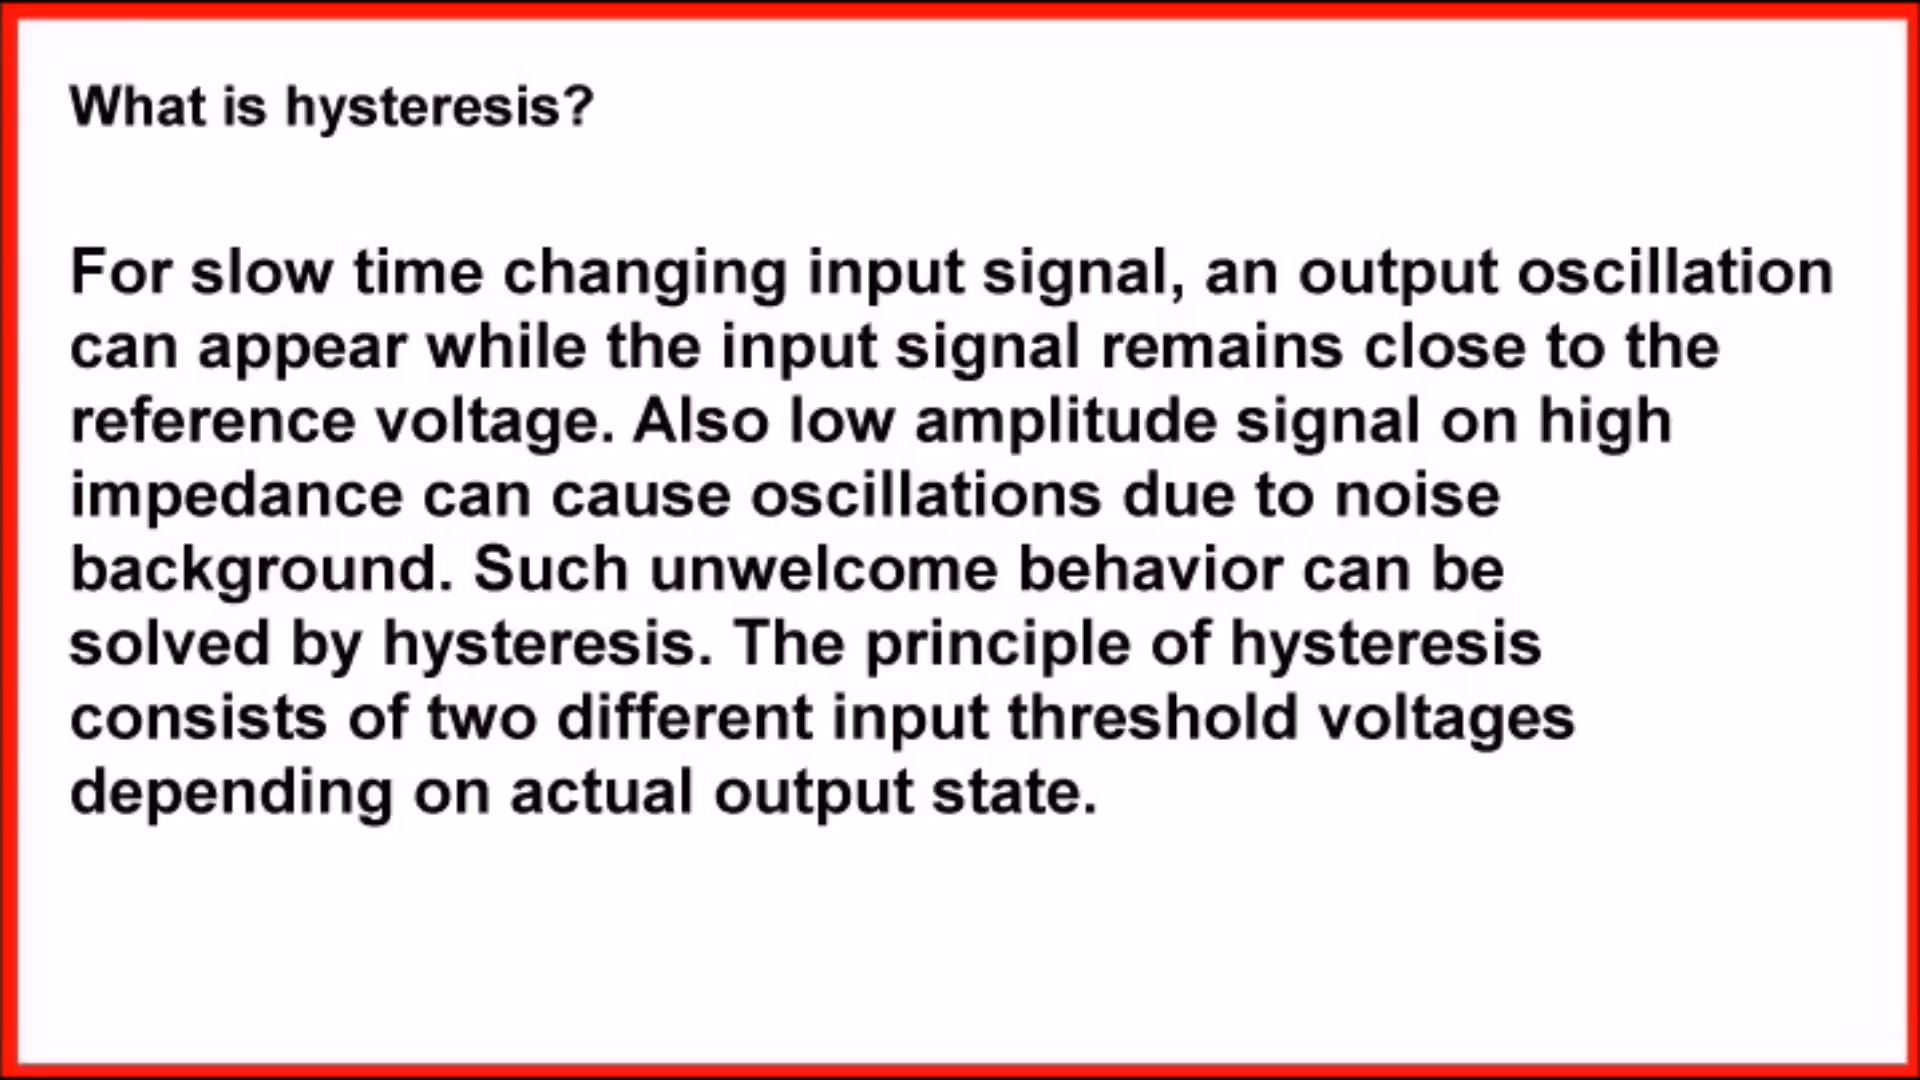 What is hysteresis?
For slow time changing input signal, an output oscillation
can appear while the input signal remains close to the
reference voltage. Also low amplitude signal on high
impedance can cause oscillations due to noise
background. Such unwelcome behavior can be
solved by hysteresis. The principle of hysteresis
consists of two different input threshold voltages
depending on actual output state.